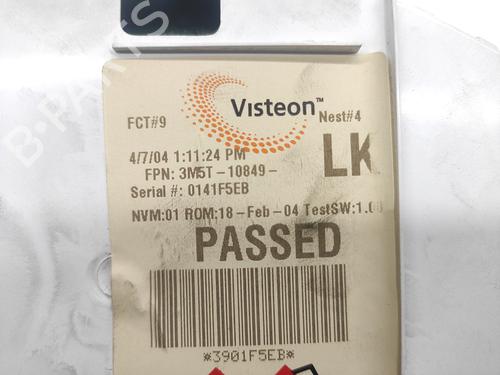 B-PARTS
Visteon™
FCT#9
Nest#4
4/7/04 1:11:24 PM
FPN: 3M5T-10849-
LK
Serial #: 0141F5EB
NVM:01 ROM:18-Feb-04 TestSW:1.00
PASSED
*3901F5EB*